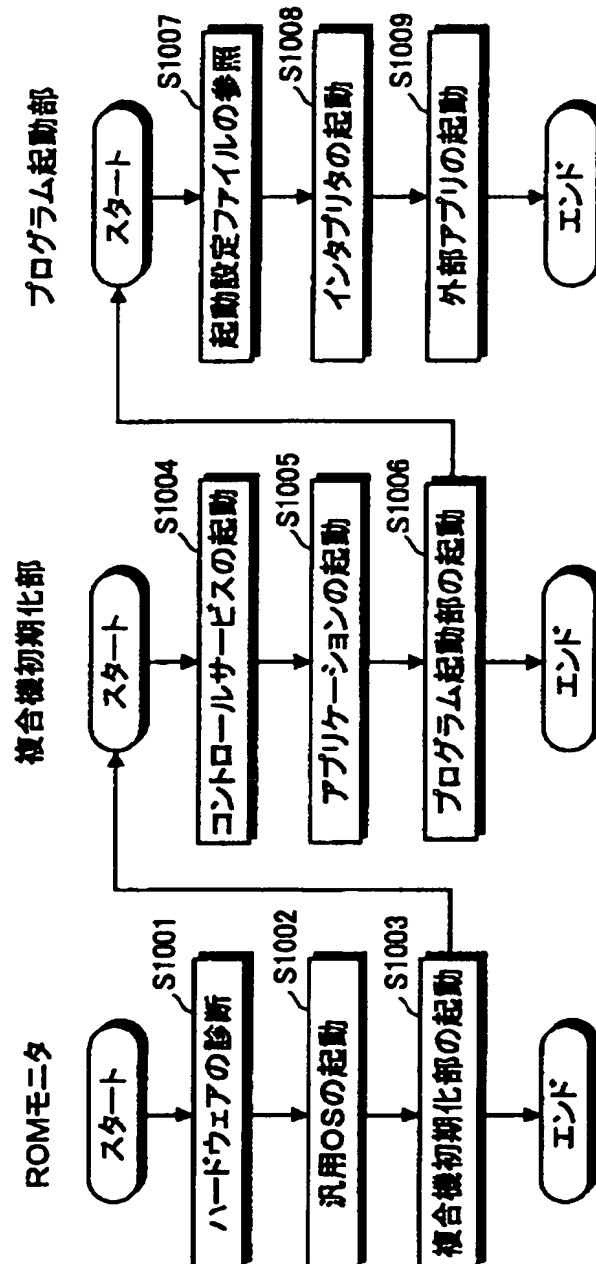 ROMモニタ
スタート
ハードウェアの診断
S1001
汎用OSの起動
S1002
複合機初期化部の起動
S1003
エンド
複合機初期化部
スタート
コントロールサービスの起動
S1004
アプリケーションの起動
S1005
プログラム起動部の起動
S1006
エンド
プログラム起動部
スタート
起動設定ファイルの参照
S1007
インタプリタの起動
S1008
外部アプリの起動
S1009
エンド